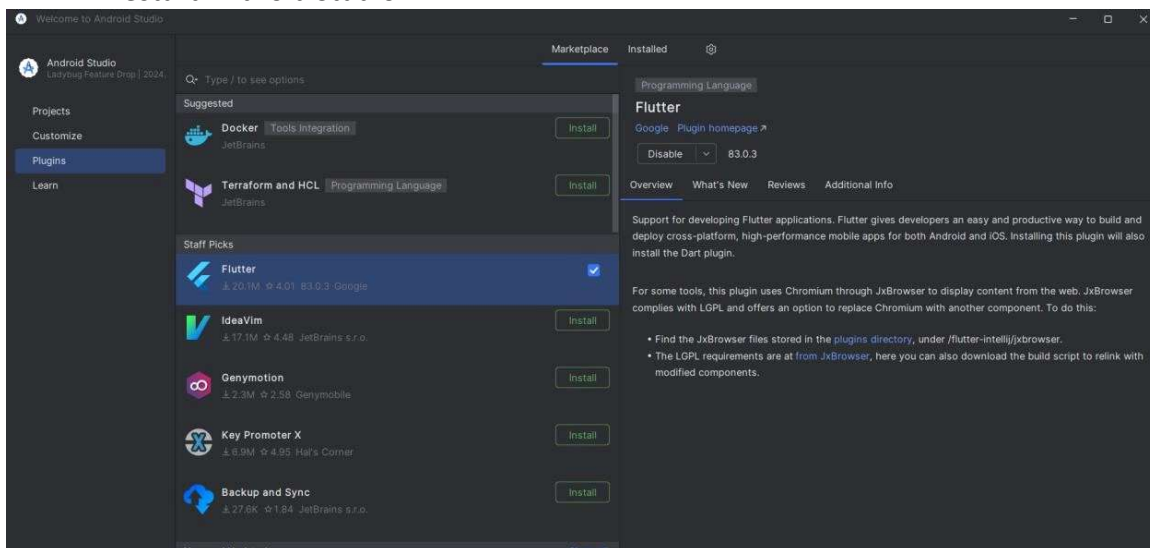 Welcome to Android Studio
Android Studio
Ladybug Feature Drop | 2024.
Projects
Customize
Plugins
Learn
Marketplace
Installed
Type / to see options
Suggested
Docker Tools Integration
JetBrains
Install
Terraform and HCL Programming Language
JetBrains
Install
Staff Picks
Flutter
20.1M 4.01 83.0.3 Google
IdeaVim
17.1M 4.48 JetBrains s.r.o.
Install
Genymotion
2.3M 2.58 Genymobile
Install
Key Promoter X
6.9M 4.95 Hal's Corner
Install
Backup and Sync
27.6K 1.84 JetBrains s.r.o.
Install
Programming Language
Flutter
Google Plugin homepage ↗
Disable 83.0.3
Overview What's New Reviews Additional Info
Support for developing Flutter applications. Flutter gives developers an easy and productive way to build and
deploy cross-platform, high-performance mobile apps for both Android and iOS. Installing this plugin will also
install the Dart plugin.
For some tools, this plugin uses Chromium through JxBrowser to display content from the web. JxBrowser
complies with LGPL and offers an option to replace Chromium with another component. To do this:
• Find the JxBrowser files stored in the plugins directory, under /flutter-intellij/jxbrowser.
• The LGPL requirements are at from JxBrowser, here you can also download the build script to relink with
modified components.